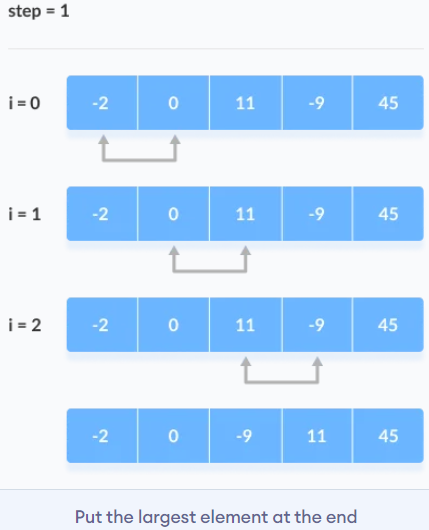 step = 1
i = 0 -2 0 11 -9 45
i = 1 -2 0 11 -9 45
i = 2 -2 0 11 -9 45
-2 0 -9 11 45
Put the largest element at the end